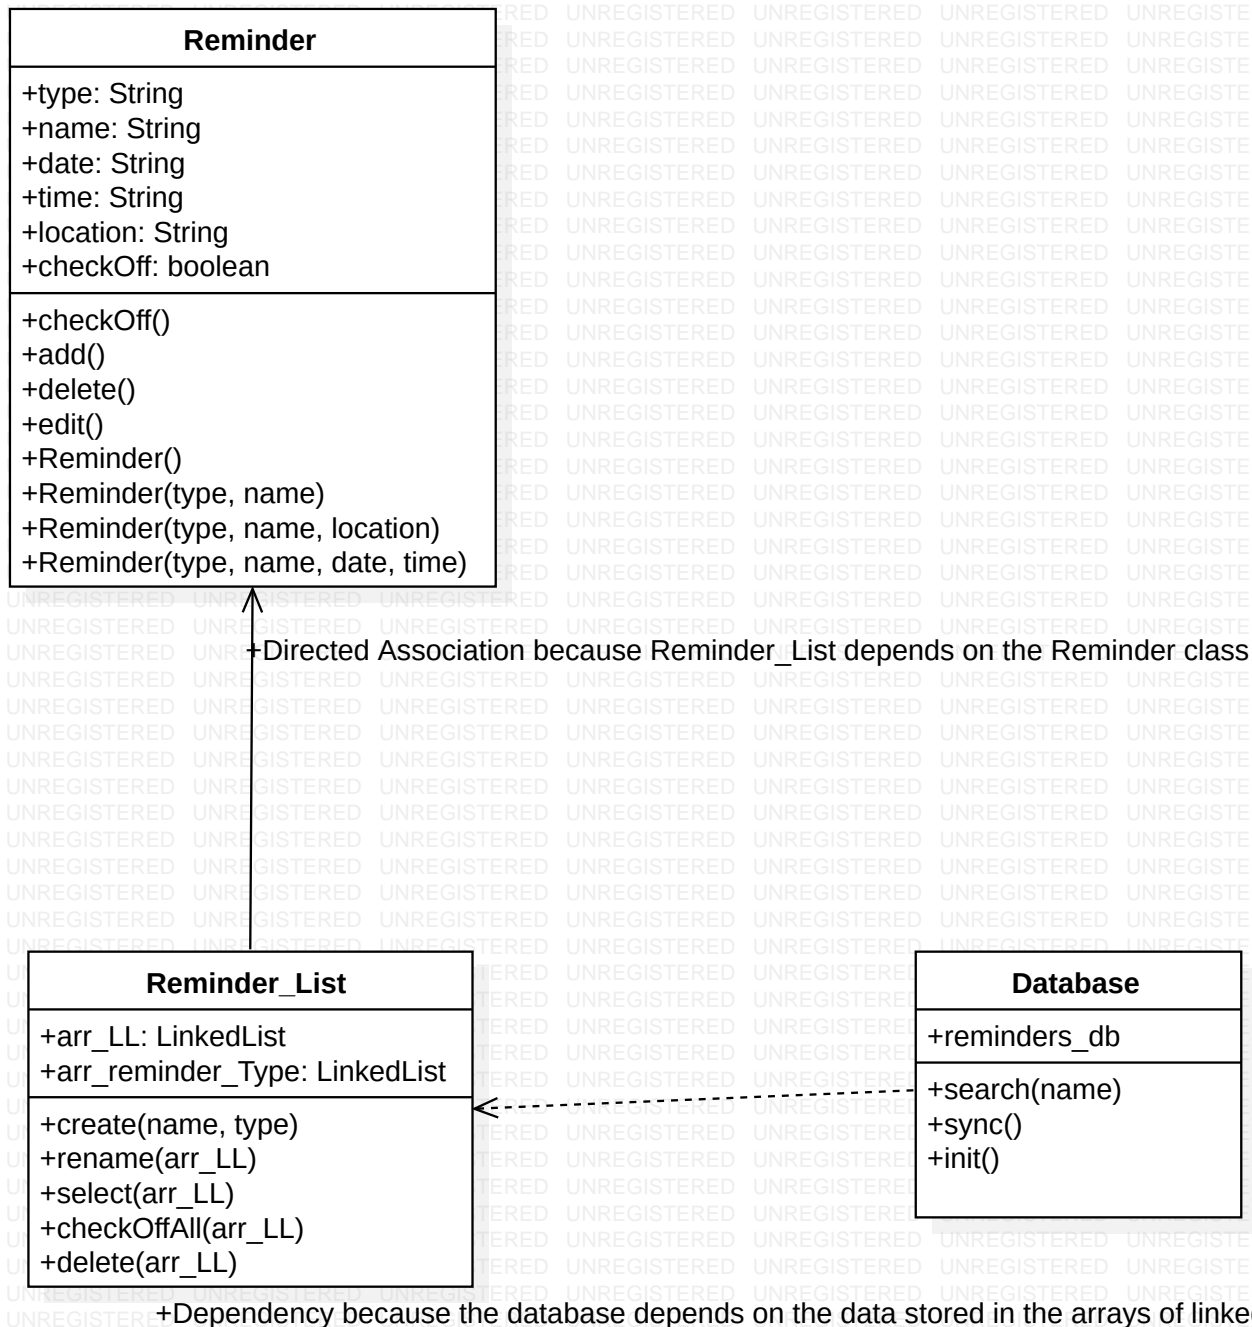 Reminder
+type: String
+name: String
+date: String
+time: String
+location: String
+checkOff: boolean
+checkOff()
+add()
+delete()
+edit()
+Reminder()
+Reminder(type, name)
+Reminder(type, name, location)
+Reminder(type, name, date, time)
+Directed Association because Reminder_List depends on the Reminder class
Reminder_List
+arr_LL: LinkedList
+arr_reminder_Type: LinkedList
+create(name, type)
+rename(arr_LL)
+select(arr_LL)
+checkOffAll(arr_LL)
+delete(arr_LL)
Database
+reminders_db
+search(name)
+sync()
+init()
+Dependency because the database depends on the data stored in the arrays of linke
UNREGISTERED